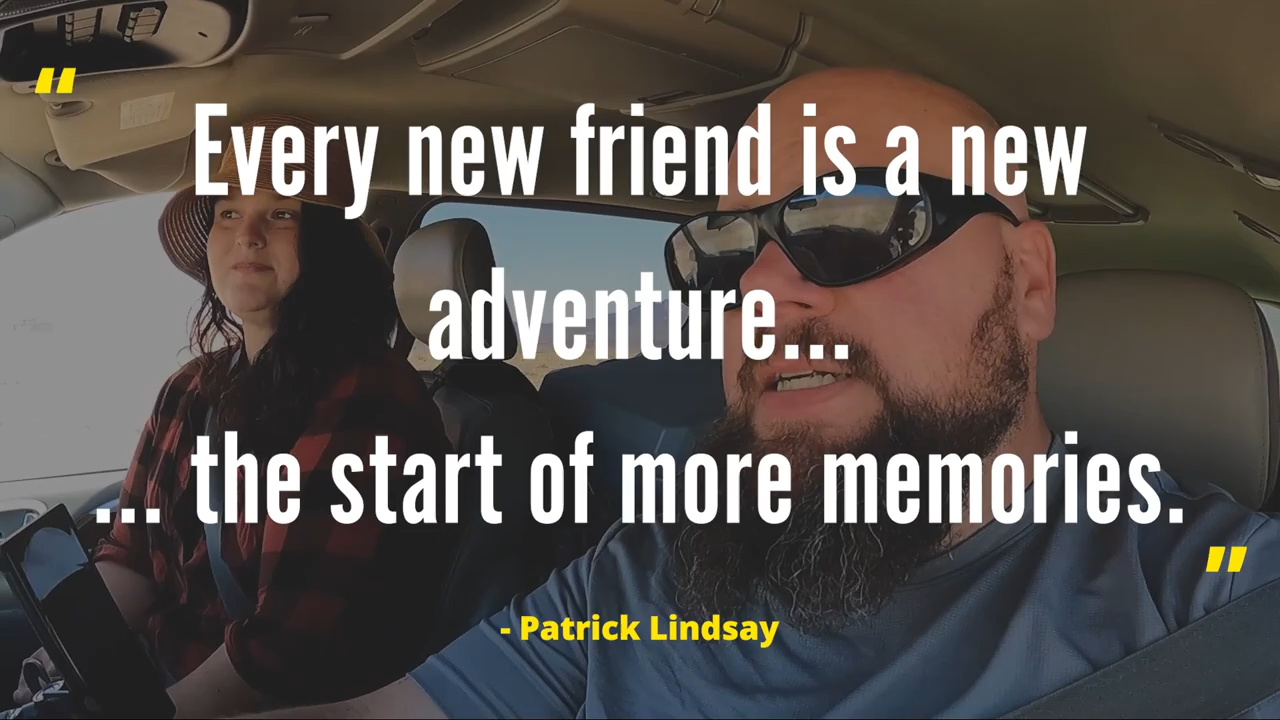 "
Every new friend is a new
adventure...
... the start of more memories.
"
- Patrick Lindsay